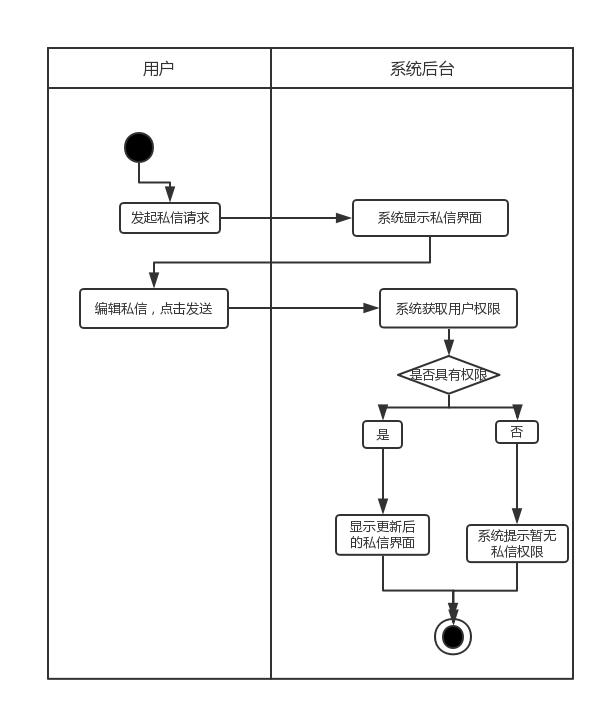 用户
系统后台
发起私信请求
系统显示私信界面
编辑私信，点击发送
系统获取用户权限
是否具有权限
是
否
显示更新后
的私信界面
系统提示暂无
私信权限